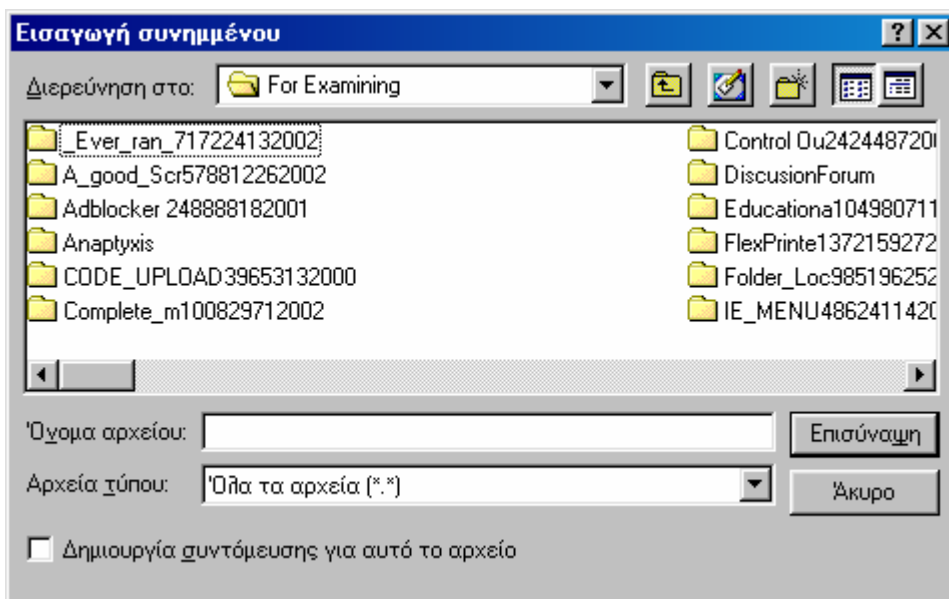 Εισαγωγή συνημμένου
Διερεύνηση στο: For Examining
_Ever_ran_717224132002
A_good_Scr578812262002
Adblocker 248888182001
Anaptyxis
CODE_UPLOAD39653132000
Complete_m100829712002
Control Ou2424487200
DiscusionForum
Educationa104980711
FlexPrinte1372159272
Folder_Loc985196252
IE_MENU486241142
Όνομα αρχείου:
Επισύναψη
Αρχεία τύπου: Όλα τα αρχεία (*.*)
Άκυρο
Δημιουργία συντόμευσης για αυτό το αρχείο